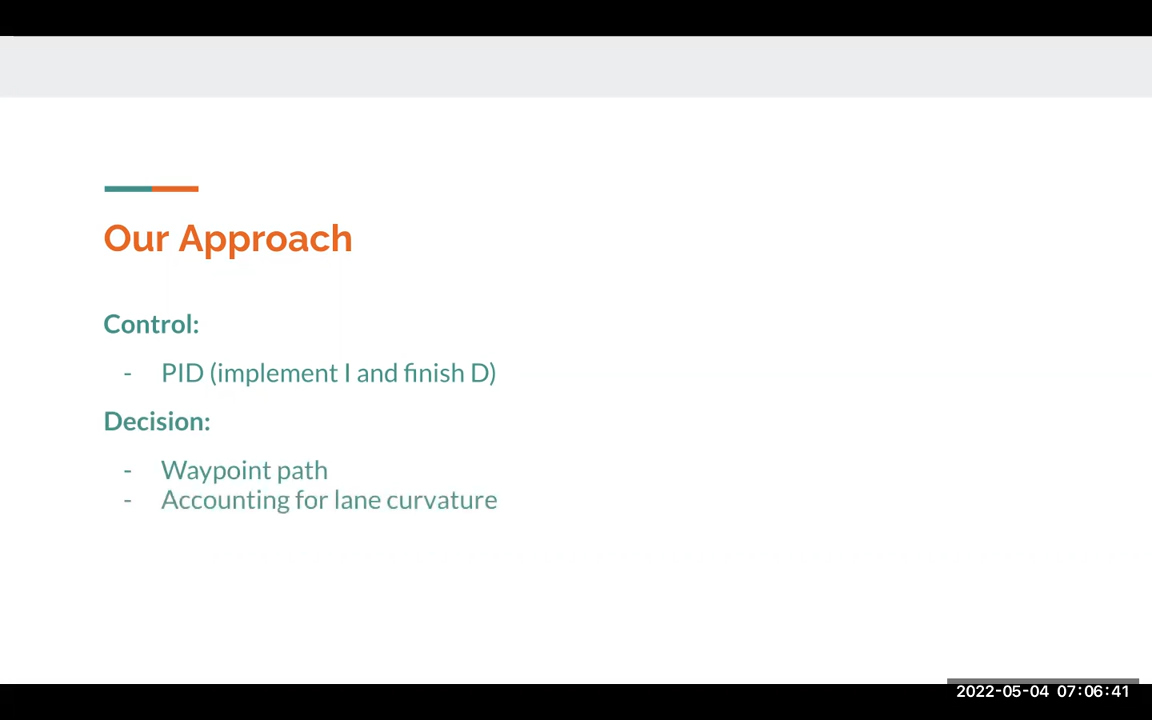 Our Approach
Control:
- PID (implement I and finish D)
Decision:
- Waypoint path
- Accounting for lane curvature
2022-05-04 07:06:41